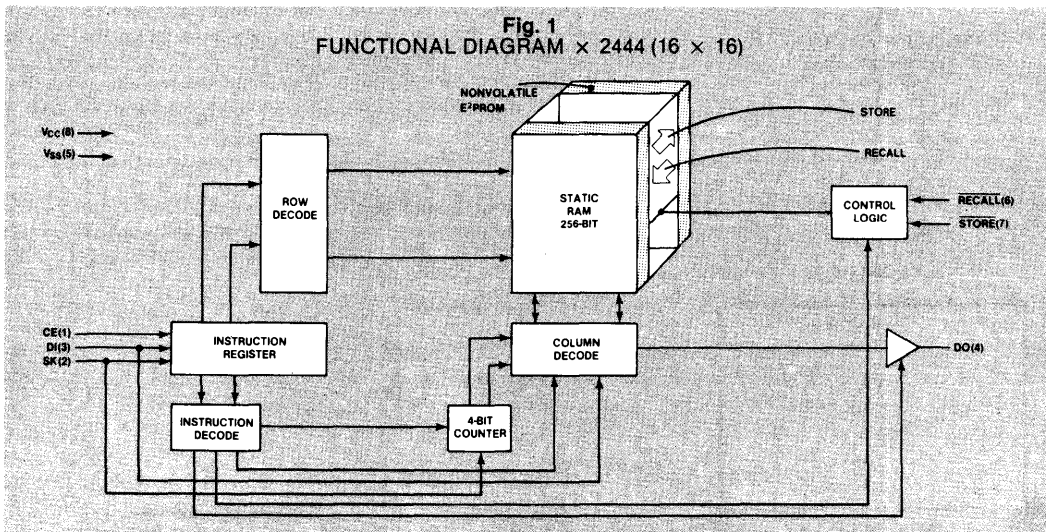 Fig. 1
FUNCTIONAL DIAGRAM × 2444 (16 × 16)
NONVOLATILE
E²PROM
STORE
RECALL
VCC(8)
VSS(5)
ROW
DECODE
STATIC
RAM
256-BIT
CONTROL
LOGIC
RECALL(6)
STORE(7)
CE(1)
DI(3)
SK(2)
INSTRUCTION
REGISTER
COLUMN
DECODE
DO(4)
INSTRUCTION
DECODE
4-BIT
COUNTER